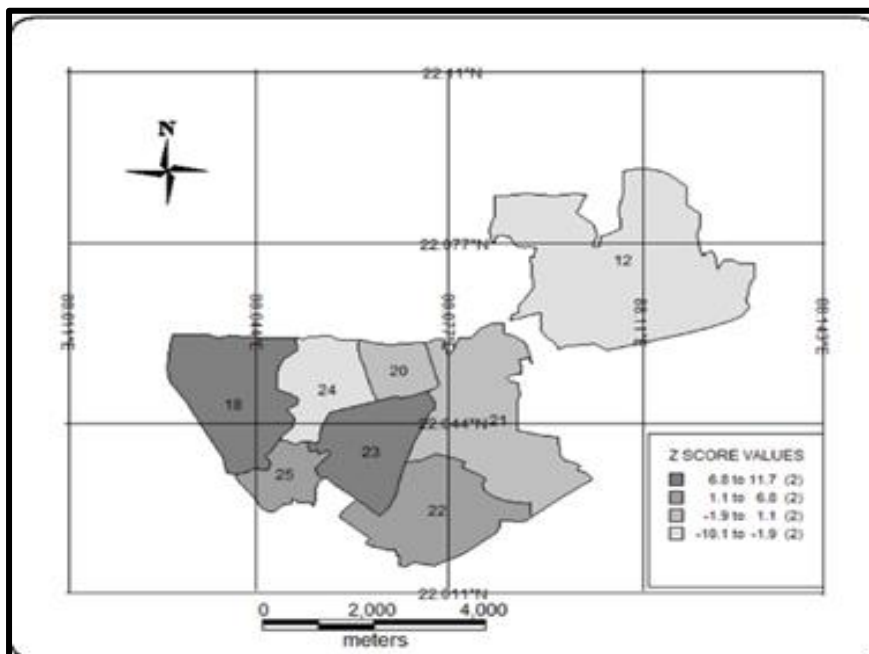 22.11°N
N
22.077°N
12
88.143°E
20
24
18
21
22.044°N
23
25
22
Z SCORE VALUES
6.8 to 11.7 (2)
1.1 to 6.8 (2)
-1.9 to 1.1 (2)
-10.1 to -1.9 (2)
22.011°N
0 2,000 4,000
meters